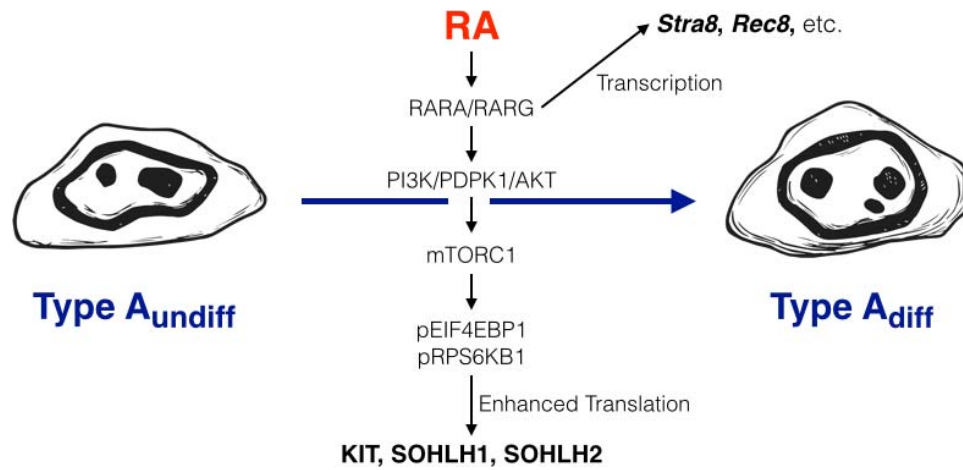 RA
Stra8, Rec8, etc.
Transcription
RARA/RARG
PI3K/PDPK1/AKT
mTORC1
Type Aundiff
Type Adiff
pEIF4EBP1
pRPS6KB1
Enhanced Translation
KIT, SOHLH1, SOHLH2